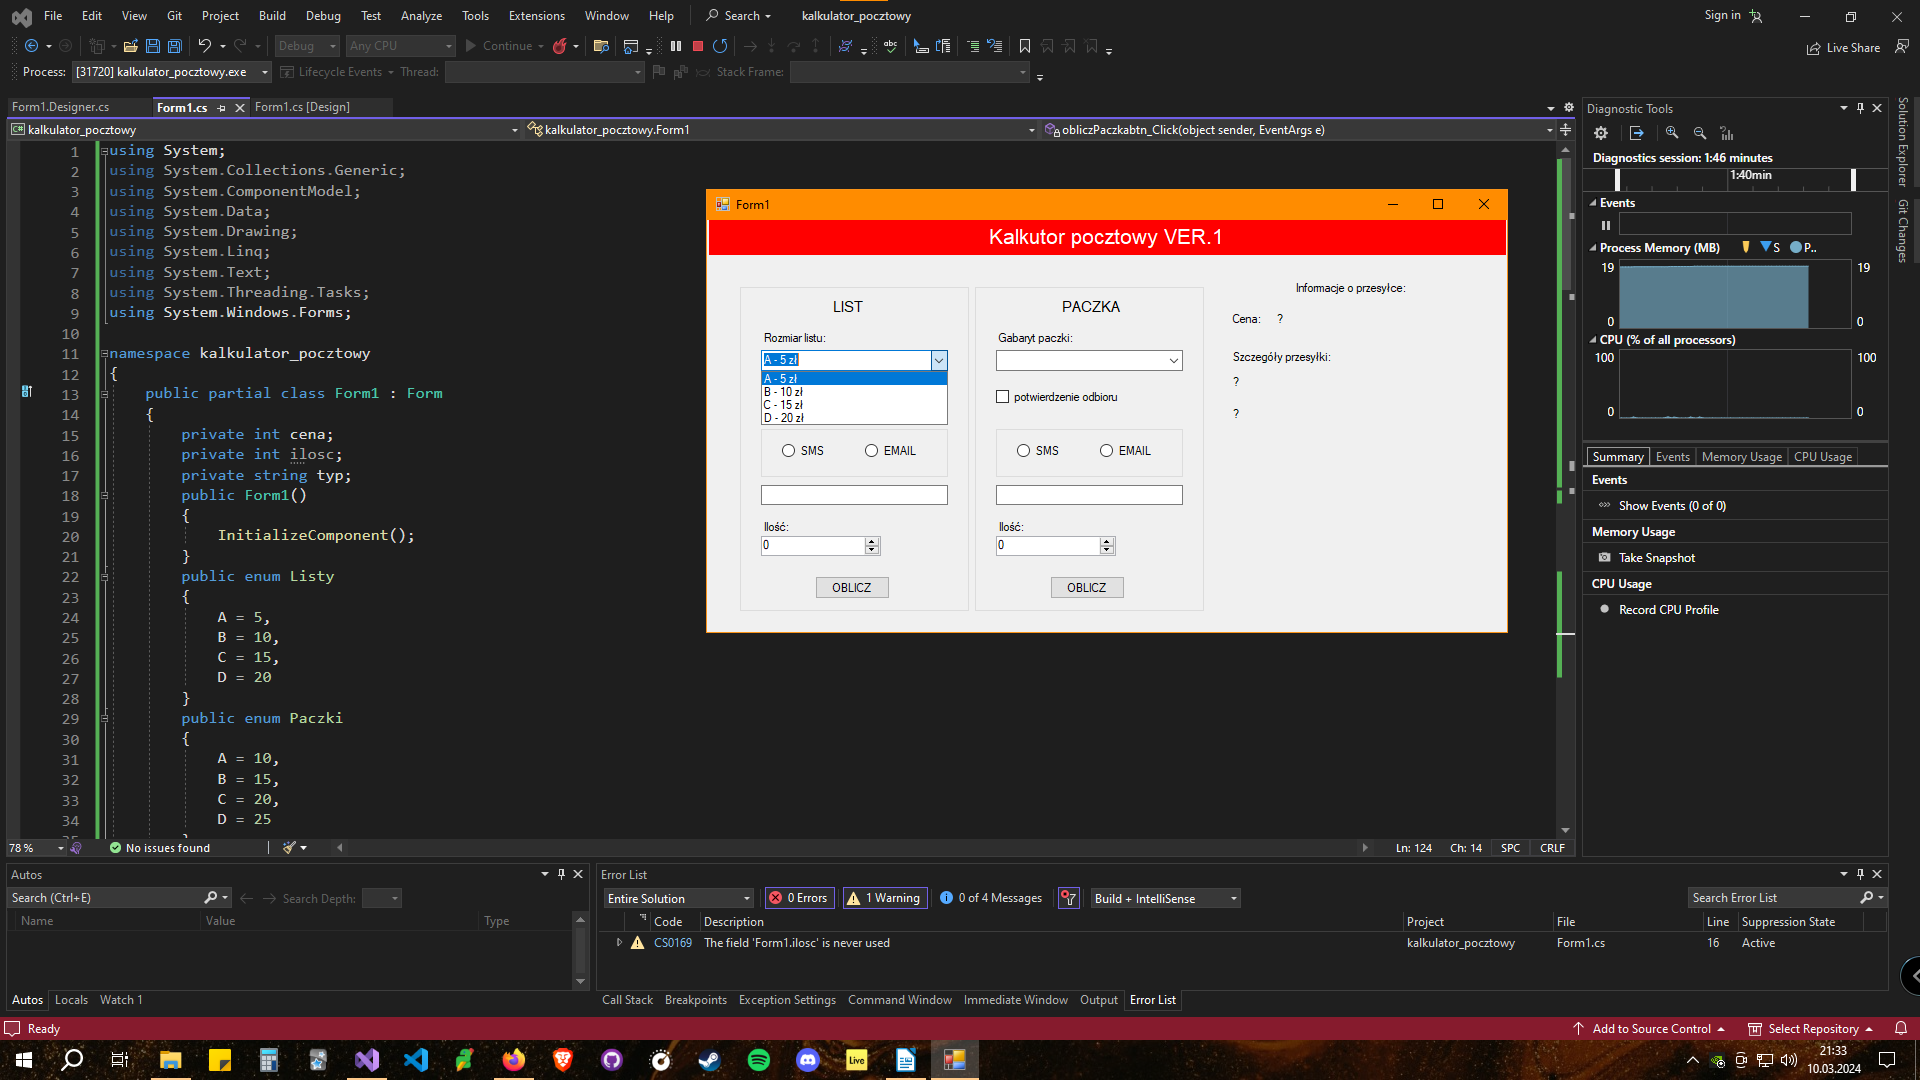 File Edit View Git Project Build Debug Test Analyze Tools Extensions Window Help Search kalkulator_pocztowy Sign in
Debug Any CPU Continue Live Share
Process: [31720] kalkulator_pocztowy.exe Lifecycle Events Thread: Stack Frame:
Form1.Designer.cs Form1.cs Form1.cs [Design]
kalkulator_pocztowy kalkulator_pocztowy.Form1 obliczPaczkabtn_Click(object sender, EventArgs e)
1 using System;
2 using System.Collections.Generic;
3 using System.ComponentModel;
4 using System.Data;
5 using System.Drawing;
6 using System.Linq;
7 using System.Text;
8 using System.Threading.Tasks;
9 using System.Windows.Forms;
10
11 namespace kalkulator_pocztowy
12 {
13 public partial class Form1 : Form
14 {
15 private int cena;
16 private int ilosc;
17 private string typ;
18 public Form1()
19 {
20 InitializeComponent();
21 }
22 public enum Listy
23 {
24 A = 5,
25 B = 10,
26 C = 15,
27 D = 20
28 }
29 public enum Paczki
30 {
31 A = 10,
32 B = 15,
33 C = 20,
34 D = 25
35 }
Form1
Kalkutor pocztowy VER.1
LIST
Rozmiar listu:
A - 5 zł
A - 5 zł
B - 10 zł
C - 15 zł
D - 20 zł
SMS EMAIL
Ilość:
0
OBLICZ
PACZKA
Gabaryt paczki:
potwierdzenie odbioru
SMS EMAIL
Ilość:
0
OBLICZ
Informacje o przesyłce:
Cena: ?
Szczegóły przesyłki:
?
?
Diagnostic Tools
Diagnostics session: 1:46 minutes
1:40min
Events
Process Memory (MB) S P..
19 19
0 0
CPU (% of all processors)
100 100
0 0
Summary Events Memory Usage CPU Usage
Events
Show Events (0 of 0)
Memory Usage
Take Snapshot
CPU Usage
Record CPU Profile
Solution Explorer
Git Changes
78 % No issues found Ln: 124 Ch: 14 SPC CRLF
Autos
Search (Ctrl+E) Search Depth:
Name Value Type
Autos Locals Watch 1
Error List
Entire Solution 0 Errors 1 Warning 0 of 4 Messages Build + IntelliSense Search Error List
Code Description Project File Line Suppression State
CS0169 The field 'Form1.ilosc' is never used kalkulator_pocztowy Form1.cs 16 Active
Call Stack Breakpoints Exception Settings Command Window Immediate Window Output Error List
Ready Add to Source Control Select Repository
Live
21:33
10.03.2024